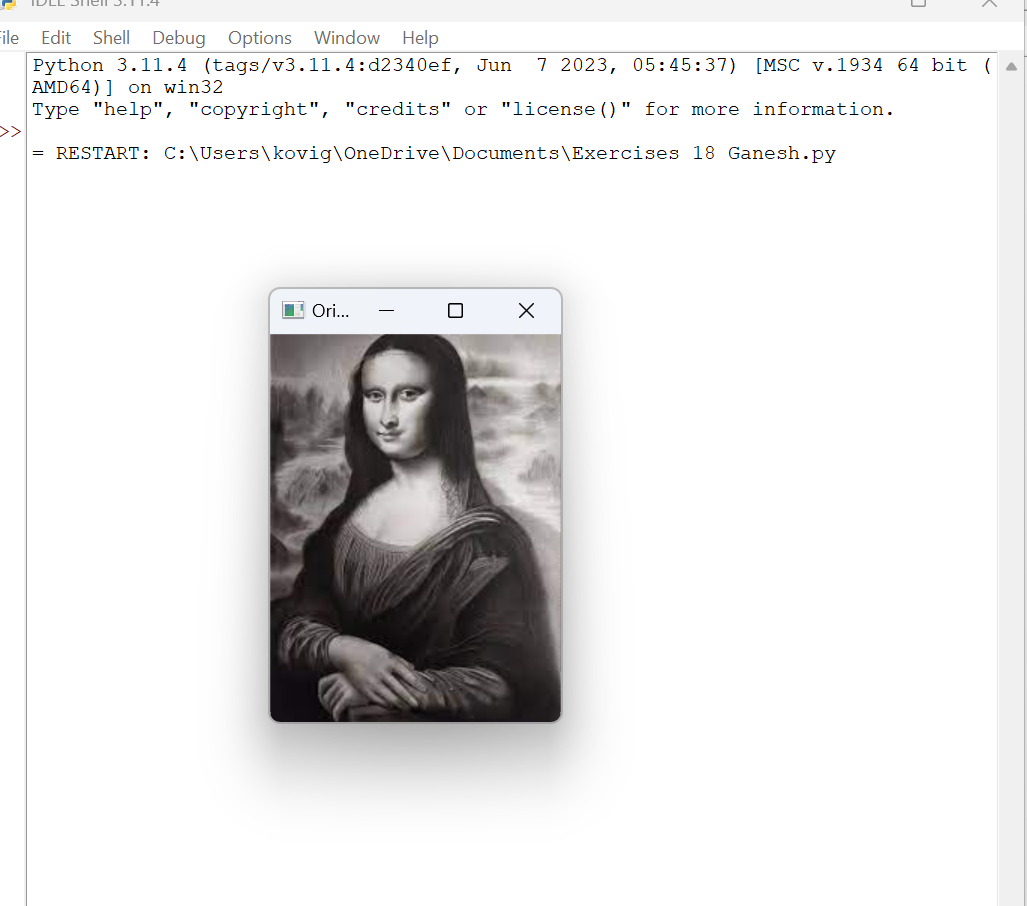 IDLE Shell 3.11.4
File Edit Shell Debug Options Window Help
Python 3.11.4 (tags/v3.11.4:d2340ef, Jun  7 2023, 05:45:37) [MSC v.1934 64 bit (
AMD64)] on win32
Type "help", "copyright", "credits" or "license()" for more information.
>>
= RESTART: C:\Users\kovig\OneDrive\Documents\Exercises 18 Ganesh.py
Ori...